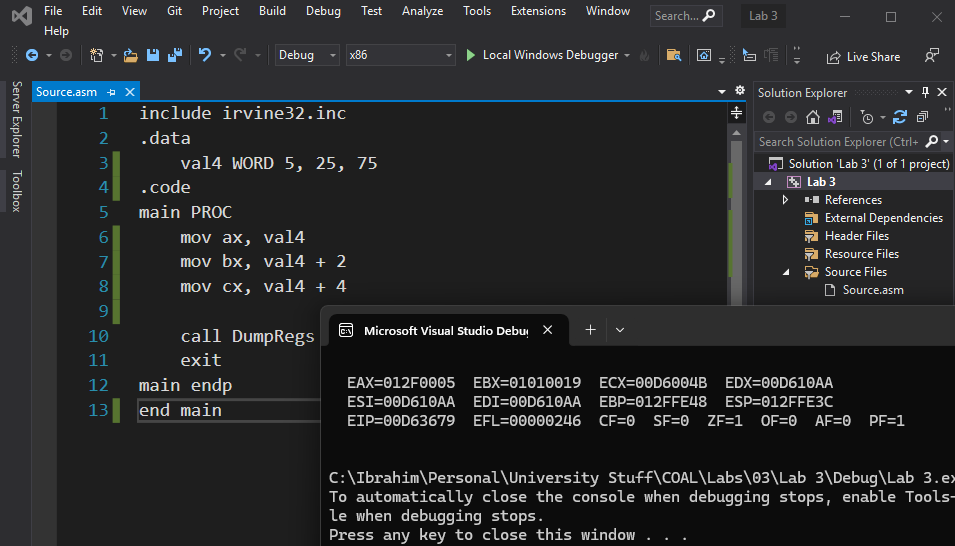 File Edit View Git Project Build Debug Test Analyze Tools Extensions Window Search... Lab 3
Help
Debug x86 Local Windows Debugger Live Share
Server Explorer
Toolbox
Source.asm
1 include irvine32.inc
2 .data
3 val4 WORD 5, 25, 75
4 .code
5 main PROC
6 mov ax, val4
7 mov bx, val4 + 2
8 mov cx, val4 + 4
9
10 call DumpRegs
11 exit
12 main endp
13 end main
Solution Explorer
Search Solution Explorer (Ctrl+
Solution 'Lab 3' (1 of 1 project)
Lab 3
References
External Dependencies
Header Files
Resource Files
Source Files
Source.asm
Microsoft Visual Studio Debu
EAX=012F0005 EBX=01010019 ECX=00D6004B EDX=00D610AA
ESI=00D610AA EDI=00D610AA EBP=012FFE48 ESP=012FFE3C
EIP=00D63679 EFL=00000246 CF=0 SF=0 ZF=1 OF=0 AF=0 PF=1
C:\Ibrahim\Personal\University Stuff\COAL\Labs\03\Lab 3\Debug\Lab 3.ex
To automatically close the console when debugging stops, enable Tools-
le when debugging stops.
Press any key to close this window . . .